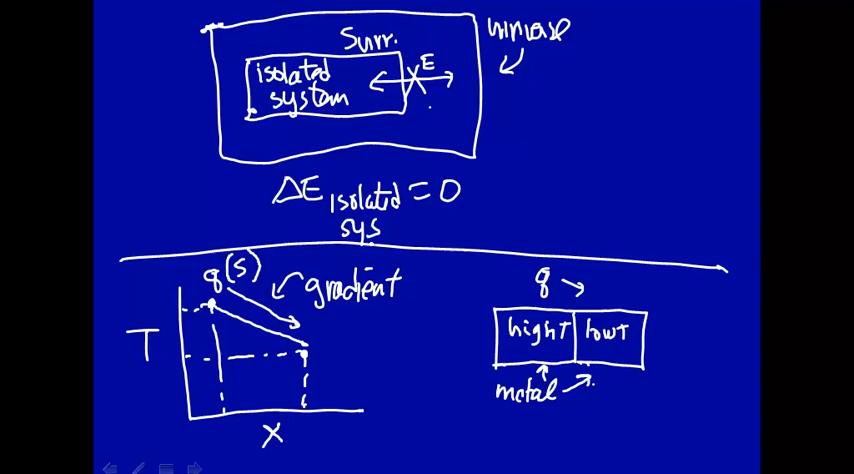 Surr.
universe
isolated
system
E
ΔE isolated = 0
sys
q (s)
gradient
T
X
q →
high T
low T
metal